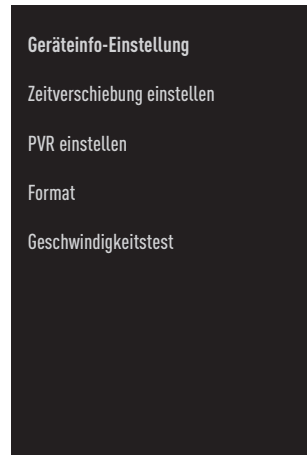 Geräteinfo-Einstellung
Zeitverschiebung einstellen
PVR einstellen
Format
Geschwindigkeitstest